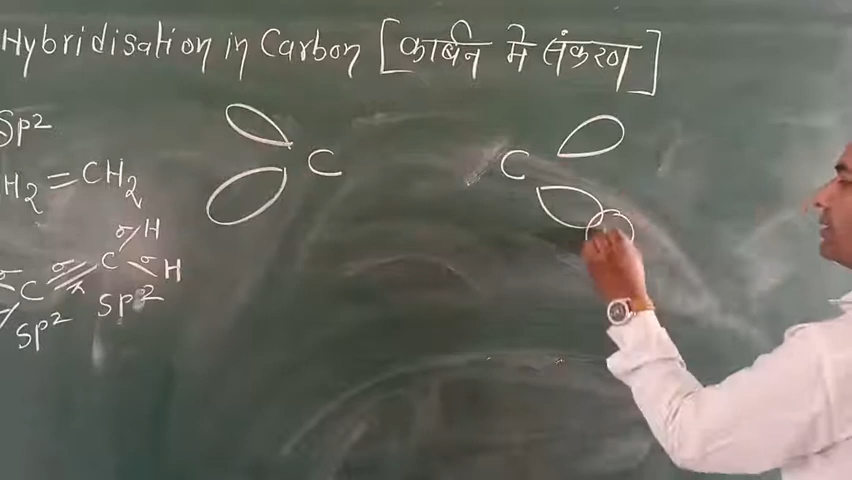 Hybridisation in Carbon [कार्बन मे संकरण]
Sp2
H2=CH2
σ H
σ C σ C σ H
π
Sp2 Sp2
C C